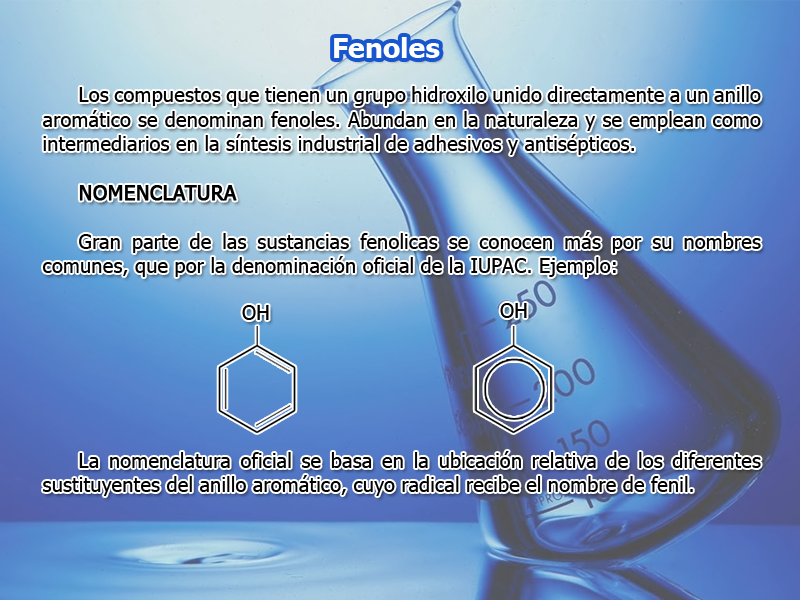 Fenoles
Los compuestos que tienen un grupo hidroxilo unido directamente a un anillo
aromático se denominan fenoles. Abundan en la naturaleza y se emplean como
intermediarios en la síntesis industrial de adhesivos y antisépticos.
NOMENCLATURA
Gran parte de las sustancias fenolicas se conocen más por su nombres
comunes, que por la denominación oficial de la IUPAC. Ejemplo:
OH
OH
250
200
150
La nomenclatura oficial se basa en la ubicación relativa de los diferentes
sustituyentes del anillo aromático, cuyo radical recibe el nombre de fenil.